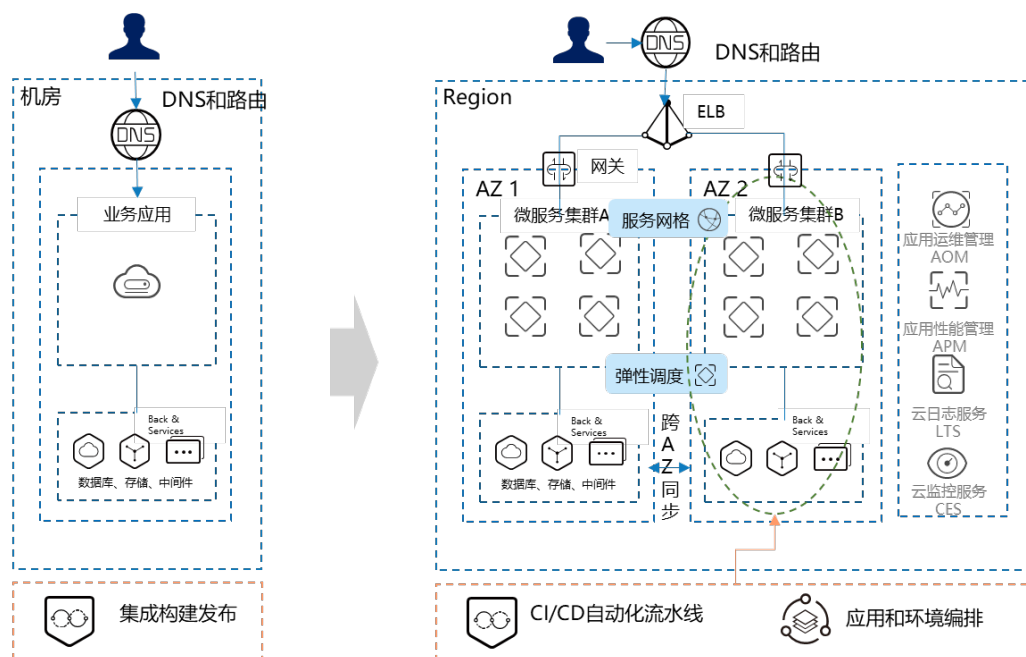 机房
DNS和路由
DNS
业务应用
Back &
Services
数据库、存储、中间件
集成构建发布
DNS
DNS和路由
Region
ELB
网关
AZ 1
微服务集群A
服务网格
AZ 2
微服务集群B
弹性调度
Back &
Services
数据库、存储、中间件
跨
A
Z
同
步
Back &
Services
应用运维管理
AOM
应用性能管理
APM
云日志服务
LTS
云监控服务
CES
CI/CD自动化流水线
应用和环境编排